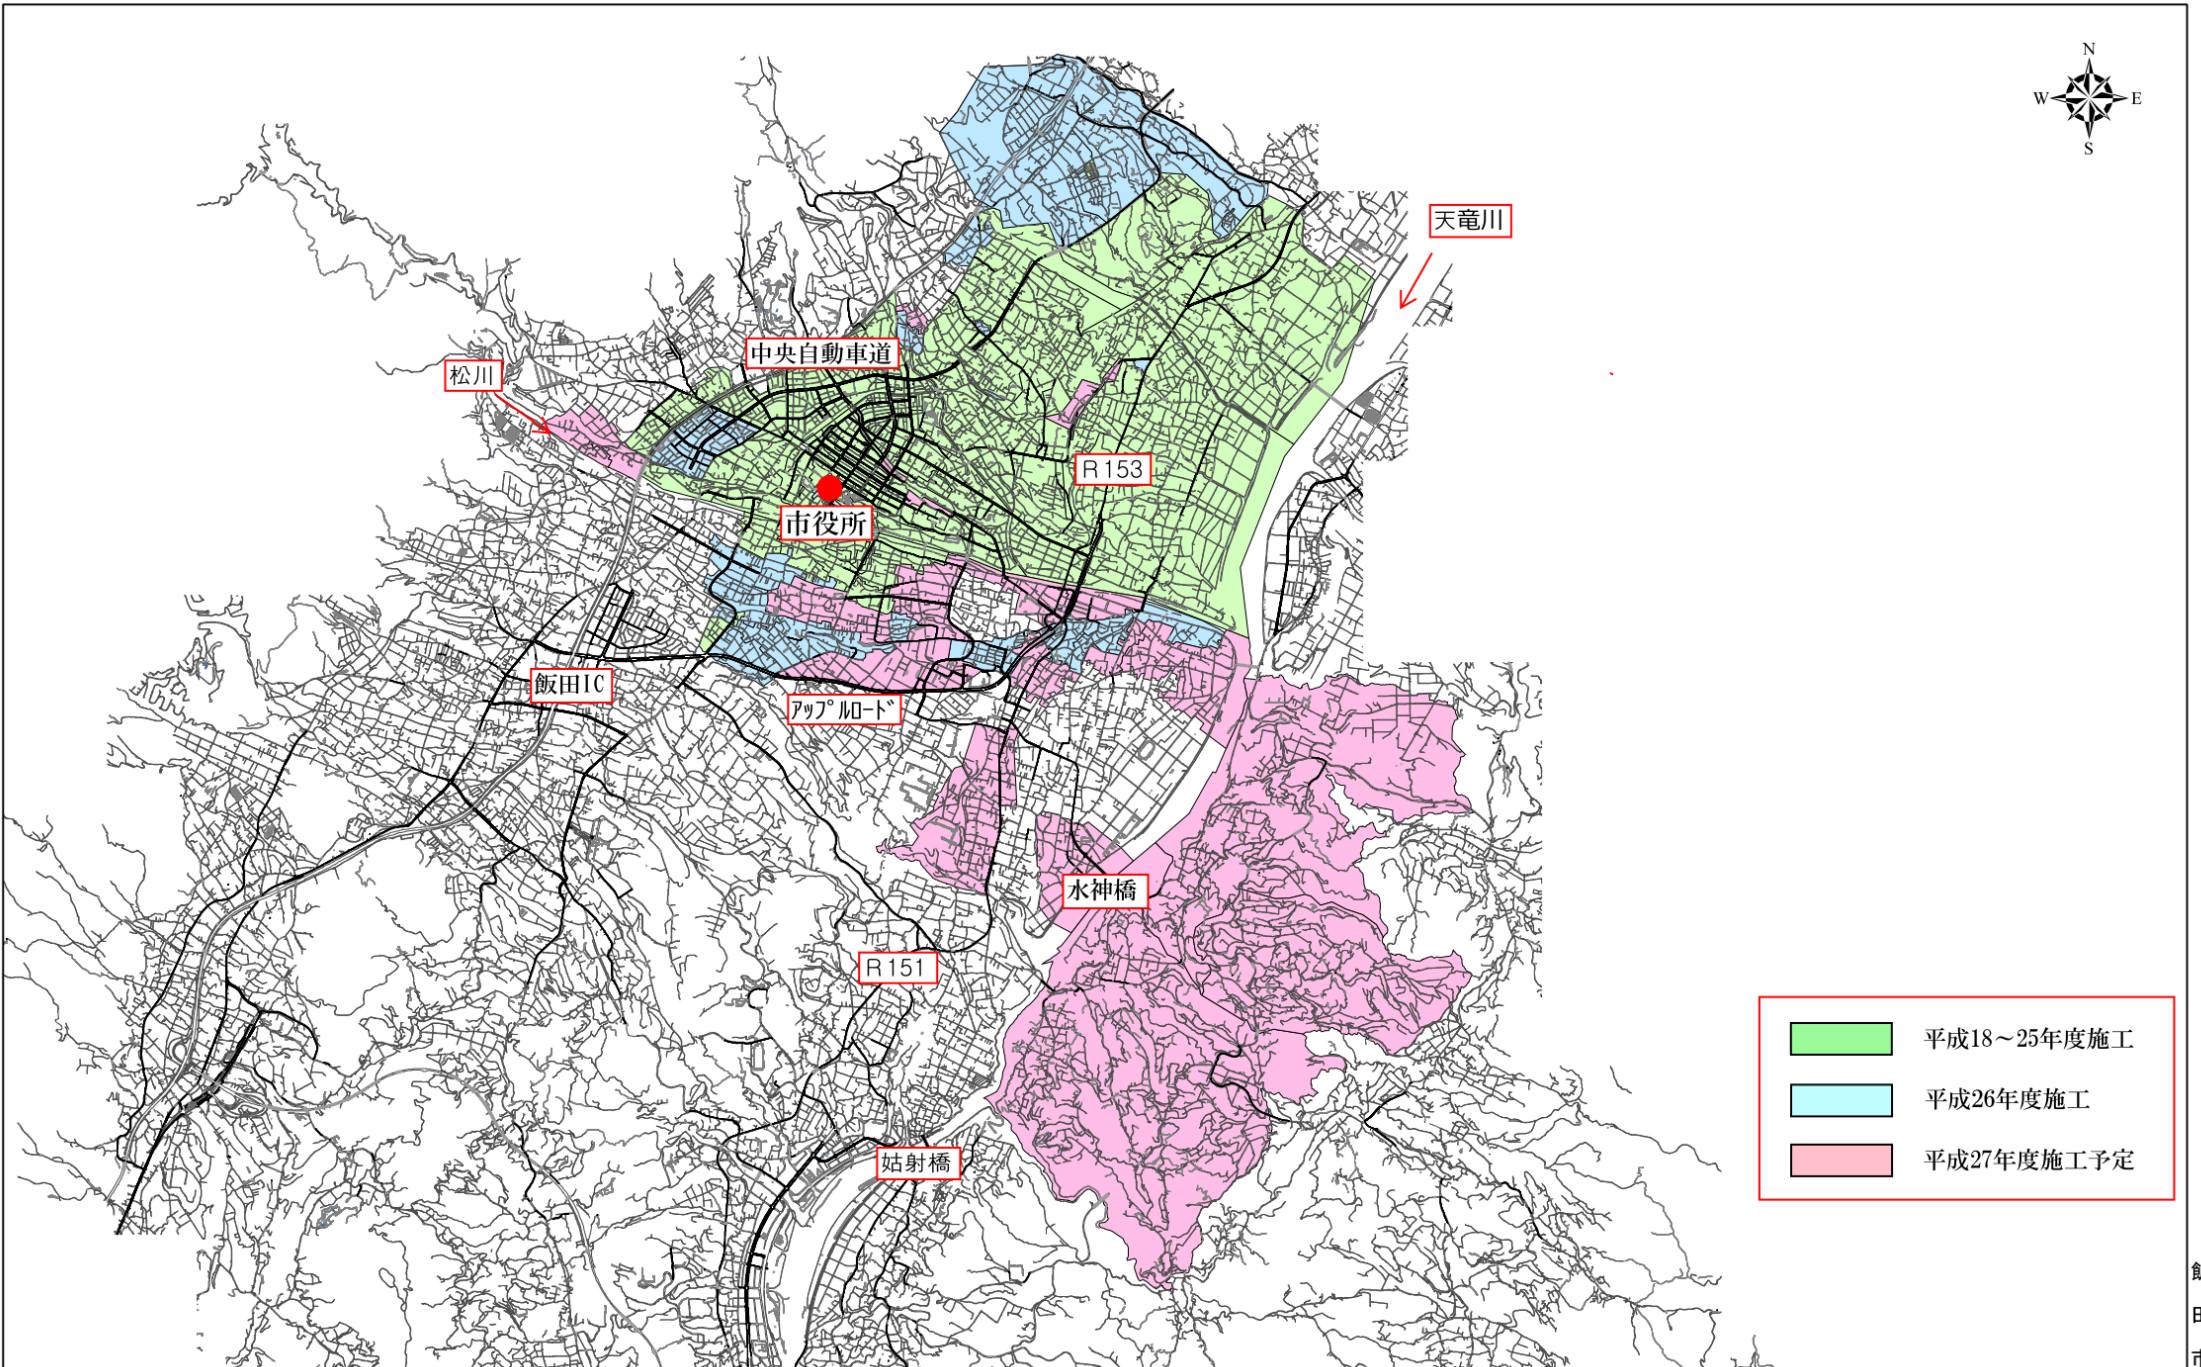 N
W E
S
天竜川
中央自動車道
松川
R153
市役所
飯田IC
アップルロード
水神橋
R151
姑射橋
平成18～25年度施工
平成26年度施工
平成27年度施工予定
田